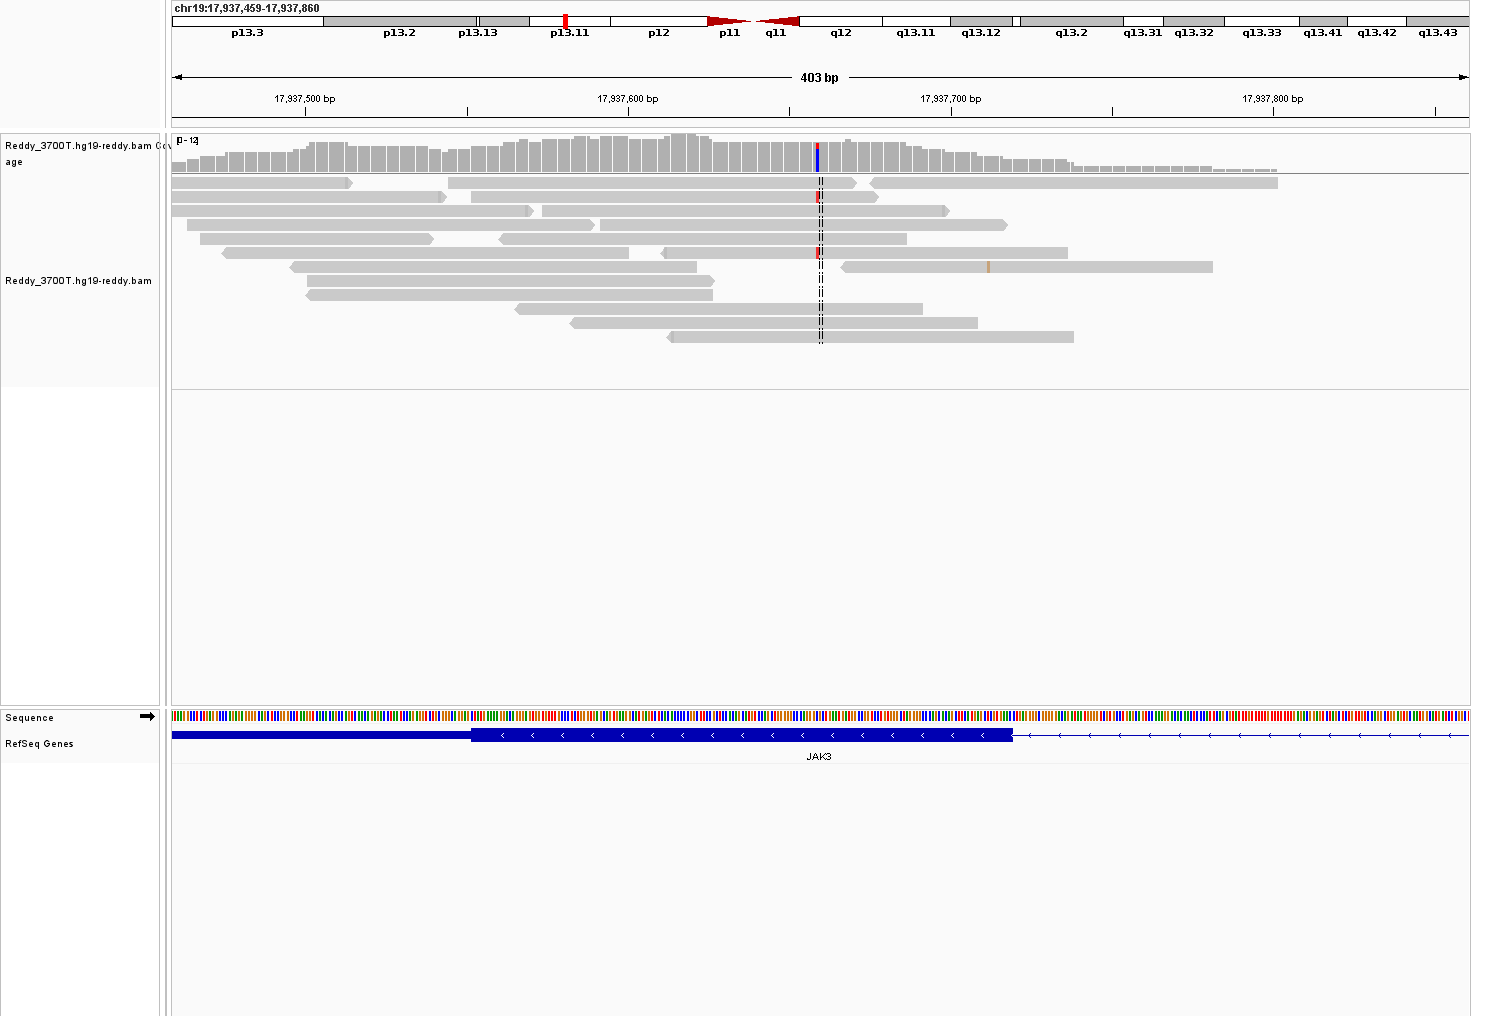 chr19:17,937,459-17,937,860
p13.3 p13.2 p13.13 p13.11 p12 p11 q11 q12 q13.11 q13.12 q13.2 q13.31 q13.32 q13.33 q13.41 q13.42 q13.43
403 bp
17,937,500 bp 17,937,600 bp 17,937,700 bp 17,937,800 bp
Reddy_3700T.hg19-reddy.bam Cov
age
[0 - 12]
Reddy_3700T.hg19-reddy.bam
Sequence
RefSeq Genes
JAK3